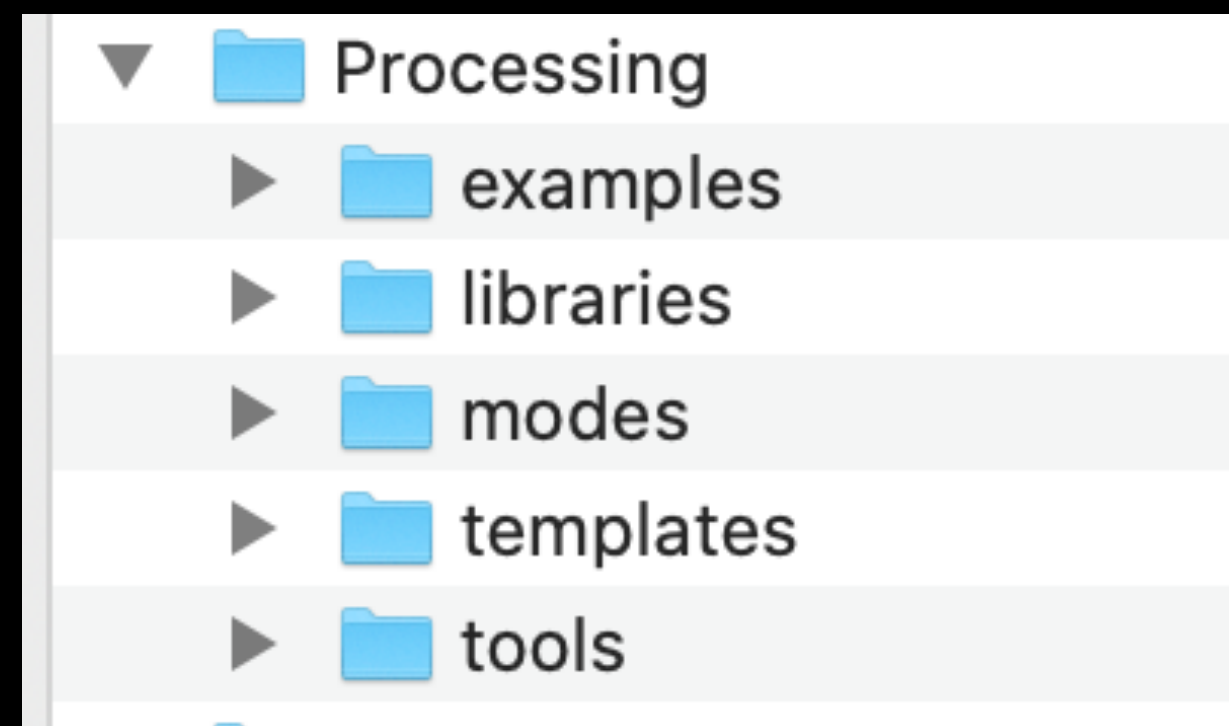 Processing
examples
libraries
modes
templates
tools